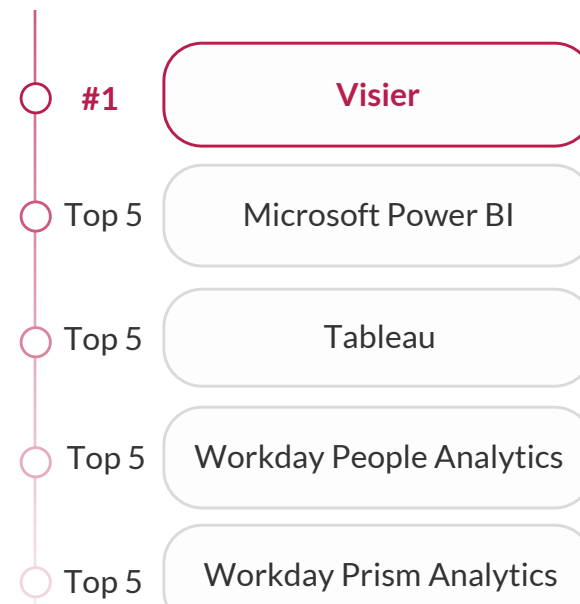 #1 Visier
Top 5 Microsoft Power BI
Top 5 Tableau
Top 5 Workday People Analytics
Top 5 Workday Prism Analytics